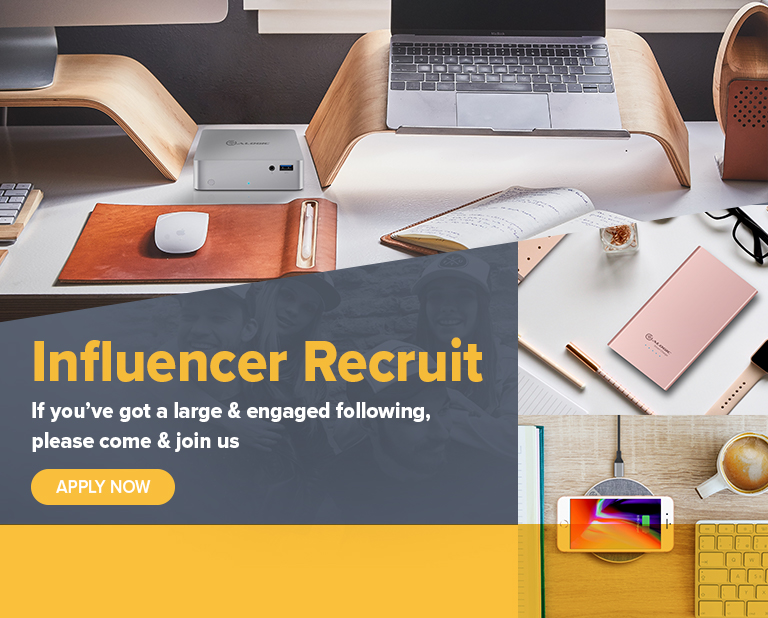 Influencer Recruit
If you’ve got a large & engaged following,
please come & join us
APPLY NOW